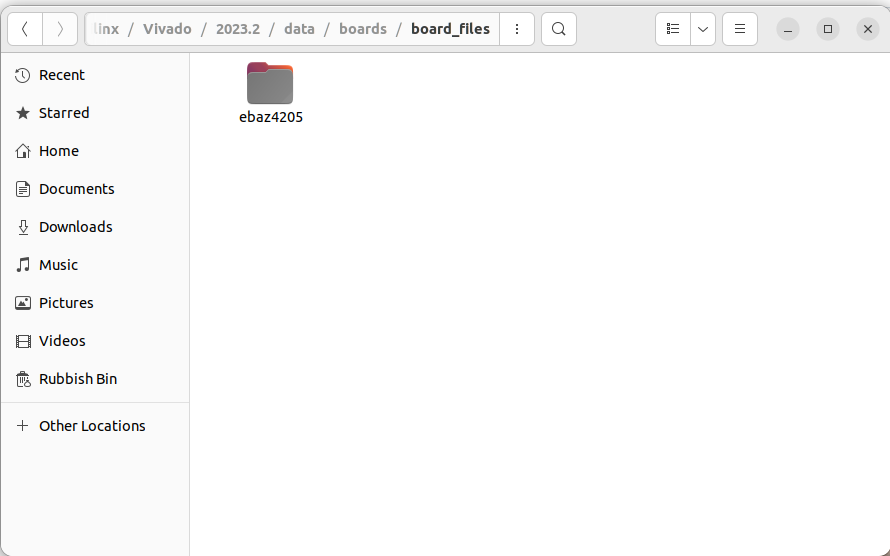 linx / Vivado / 2023.2 / data / boards / board_files
Recent
Starred
Home
Documents
Downloads
Music
Pictures
Videos
Rubbish Bin
Other Locations
ebaz4205